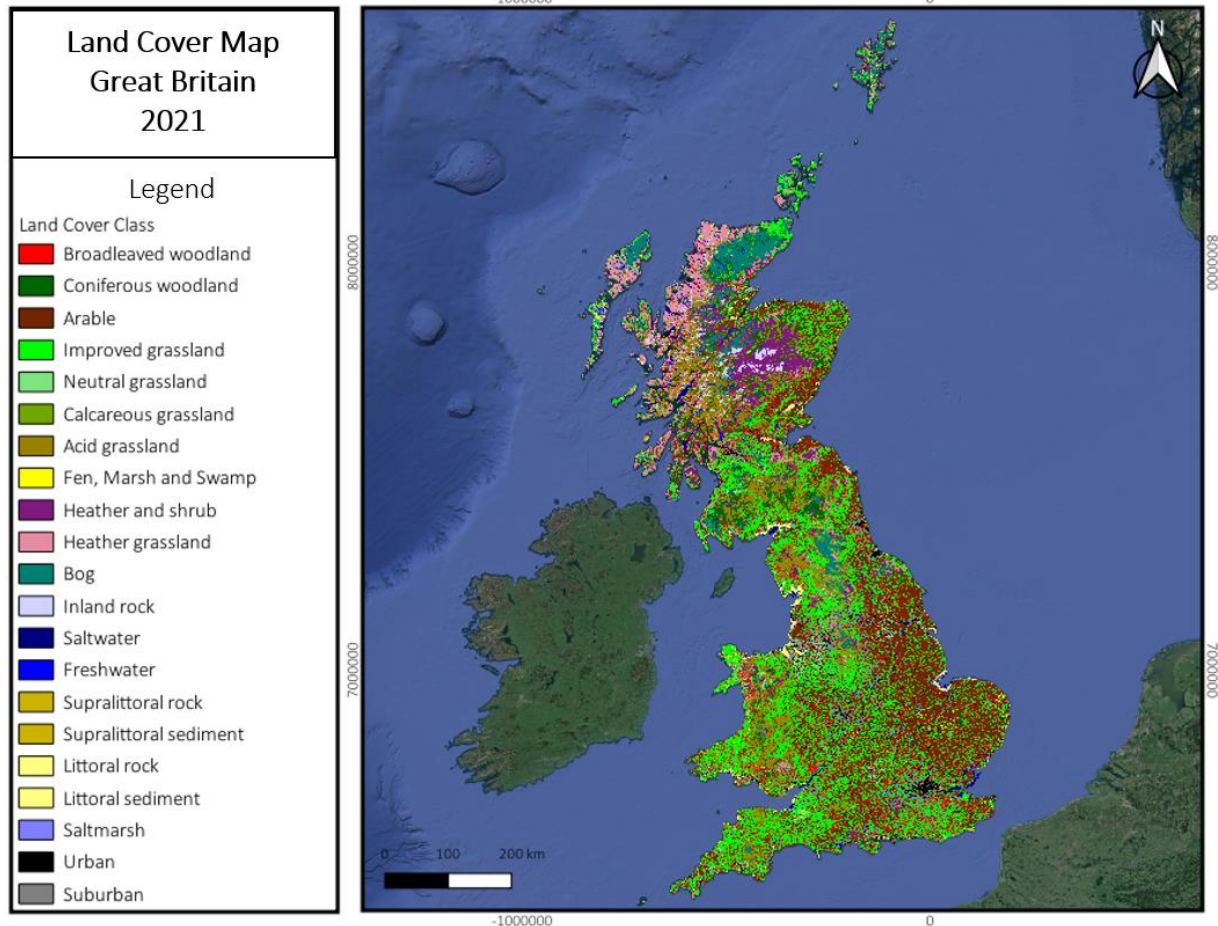 Land Cover Map
Great Britain
2021
Legend
Land Cover Class
Broadleaved woodland
Coniferous woodland
Arable
Improved grassland
Neutral grassland
Calcareous grassland
Acid grassland
Fen, Marsh and Swamp
Heather and shrub
Heather grassland
Bog
Inland rock
Saltwater
Freshwater
Supralittoral rock
Supralittoral sediment
Littoral rock
Littoral sediment
Saltmarsh
Urban
Suburban
-1000000 0
N
8000000 8000000
7000000 7000000
0 100 200 km
-1000000 0